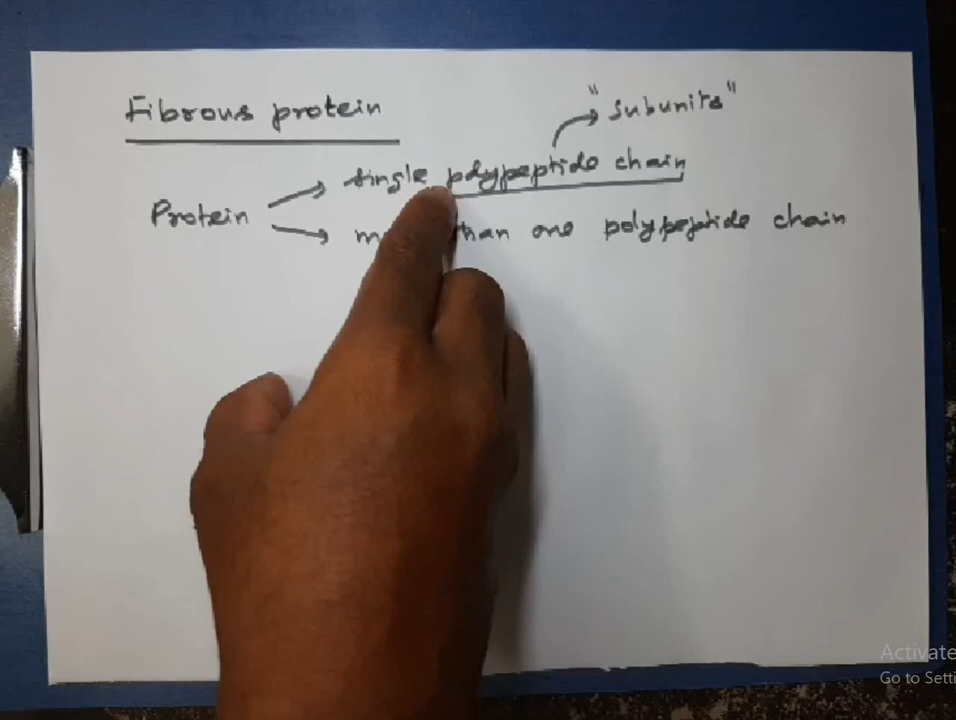 Fibrous protein
"subunits"
single polypeptide chain
Protein
than one polypeptide chain
Activate
Go to Setti